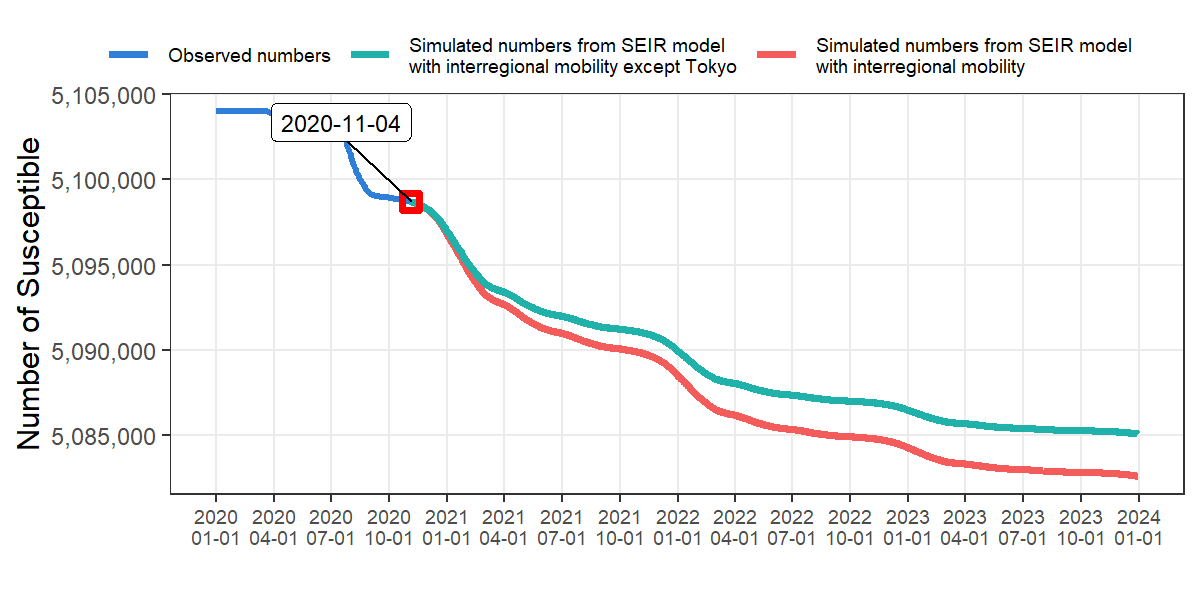 Observed numbers
Simulated numbers from SEIR model
with interregional mobility except Tokyo
Simulated numbers from SEIR model
with interregional mobility
Number of Susceptible
5,105,000
5,100,000
5,095,000
5,090,000
5,085,000
2020-11-04
2020 2020 2020 2020 2021 2021 2021 2021 2022 2022 2022 2022 2023 2023 2023 2023 2024
01-01 04-01 07-01 10-01 01-01 04-01 07-01 10-01 01-01 04-01 07-01 10-01 01-01 04-01 07-01 10-01 01-01